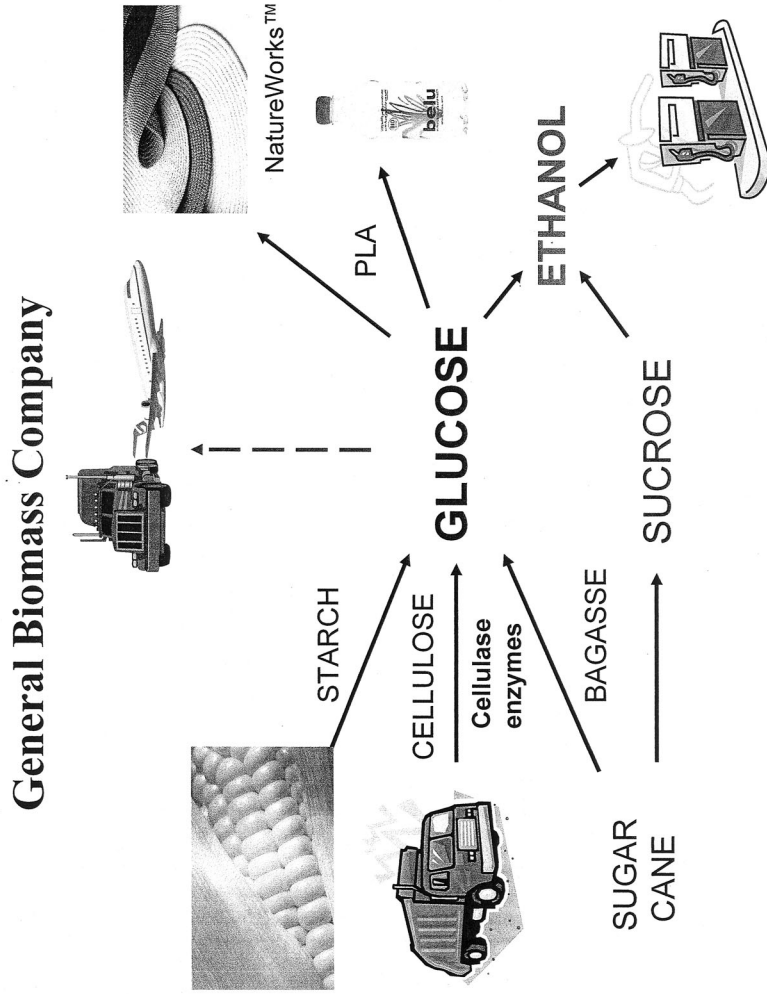 General Biomass Company
STARCH
CELLULOSE
Cellulase
enzymes
BAGASSE
SUGAR
CANE
GLUCOSE
SUCROSE
PLA
NatureWorks™
belu
ETHANOL